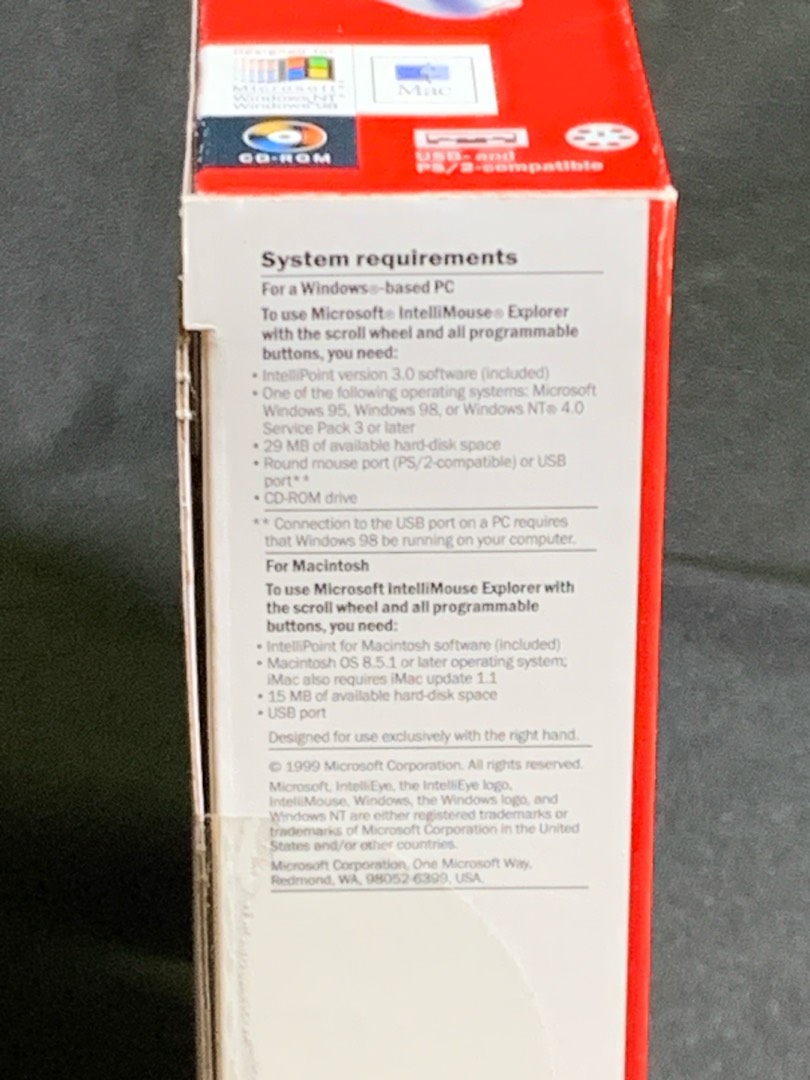 Designed for
Microsoft®
Windows NT®
Windows 98
Mac
CD-ROM
USB- and
PS/2-compatible
System requirements
For a Windows®-based PC
To use Microsoft® IntelliMouse® Explorer
with the scroll wheel and all programmable
buttons, you need:
• IntelliPoint version 3.0 software (included)
• One of the following operating systems: Microsoft
Windows 95, Windows 98, or Windows NT® 4.0
Service Pack 3 or later
• 29 MB of available hard-disk space
• Round mouse port (PS/2-compatible) or USB
port**
• CD-ROM drive
** Connection to the USB port on a PC requires
that Windows 98 be running on your computer.
For Macintosh
To use Microsoft IntelliMouse Explorer with
the scroll wheel and all programmable
buttons, you need:
• IntelliPoint for Macintosh software (included)
• Macintosh OS 8.5.1 or later operating system;
iMac also requires iMac update 1.1
• 15 MB of available hard-disk space
• USB port
Designed for use exclusively with the right hand.
© 1999 Microsoft Corporation. All rights reserved.
Microsoft, IntelliEye, the IntelliEye logo,
IntelliMouse, Windows, the Windows logo, and
Windows NT are either registered trademarks or
trademarks of Microsoft Corporation in the United
States and/or other countries.
Microsoft Corporation, One Microsoft Way,
Redmond, WA, 98052-6399, USA.